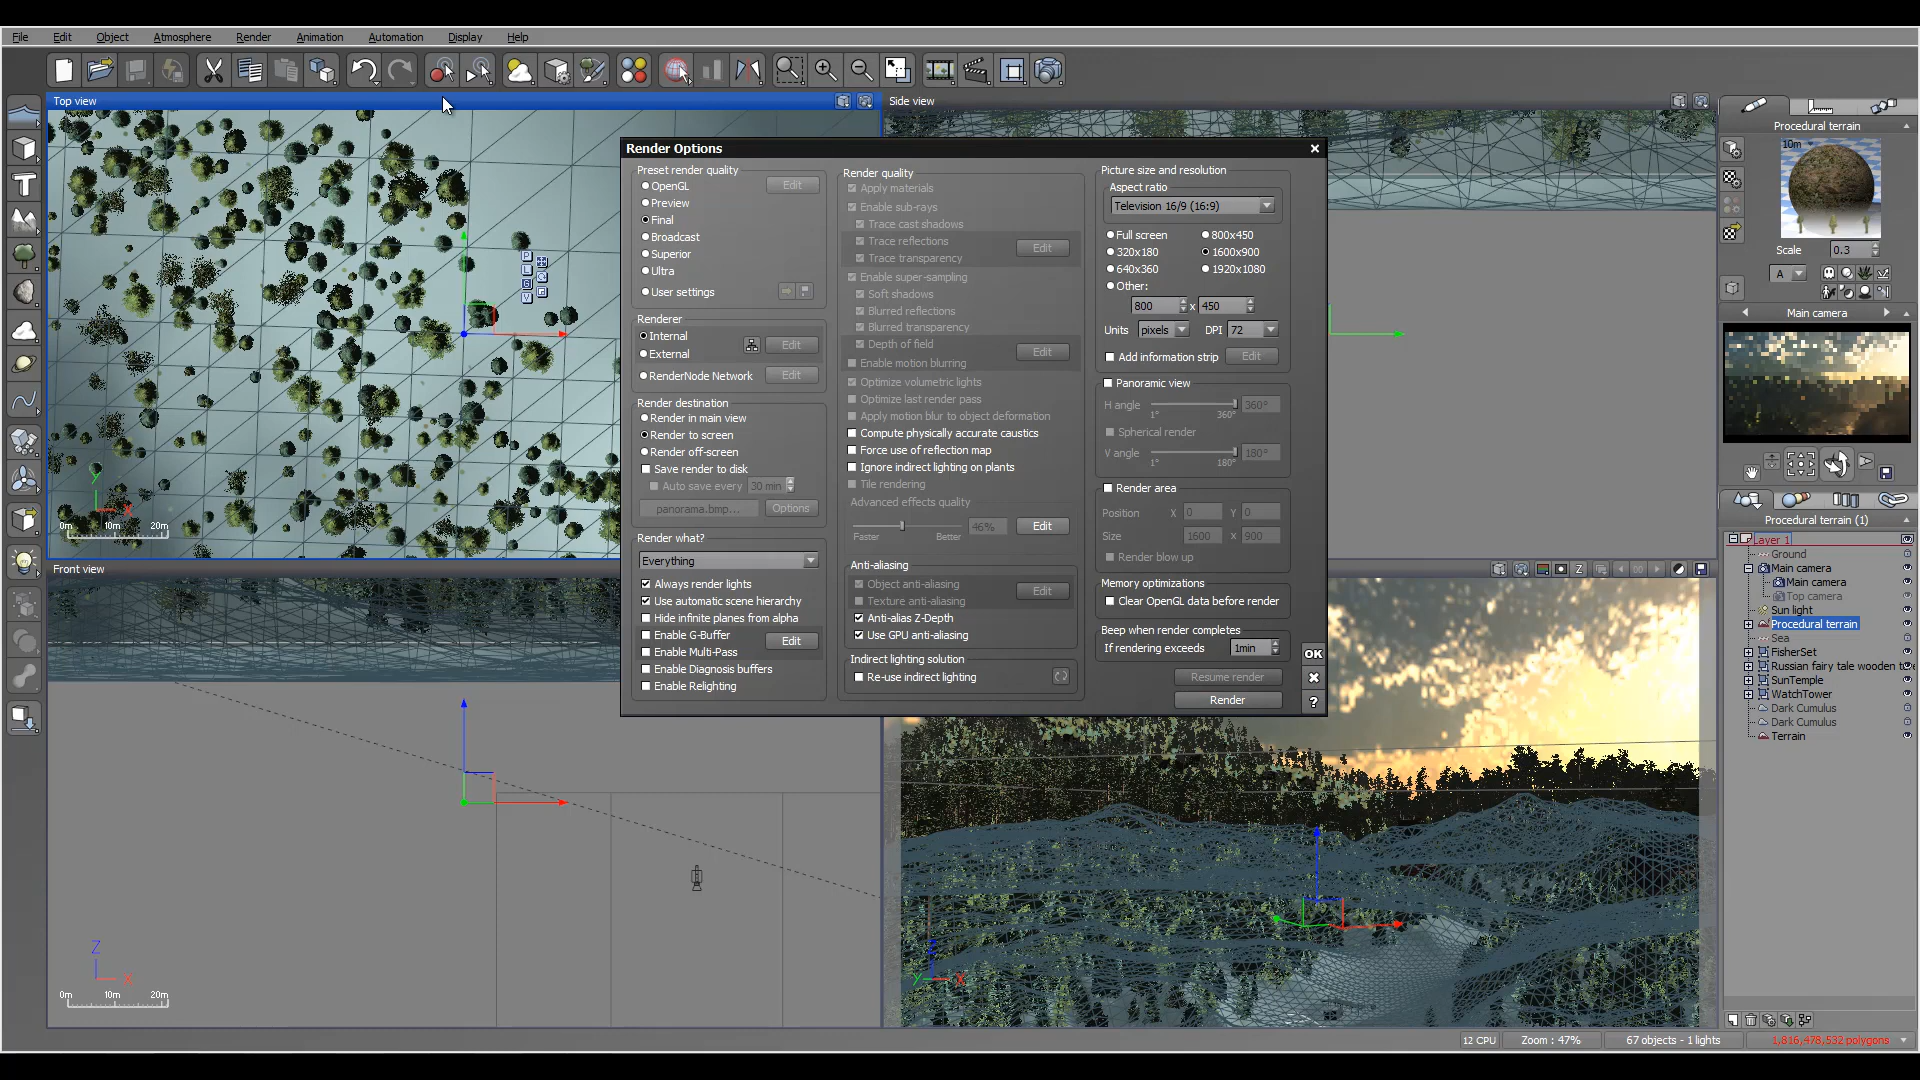 File Edit Object Atmosphere Render Animation Automation Display Help
Top view
Side view
Render Options
Preset render quality
OpenGL
Edit
Preview
Final
Broadcast
Superior
Ultra
User settings
Renderer
Internal
Edit
External
RenderNode Network
Edit
Render destination
Render in main view
Render to screen
Render off-screen
Save render to disk
Auto save every 30 min
panorama.bmp...
Options
Render what?
Everything
Always render lights
Use automatic scene hierarchy
Hide infinite planes from alpha
Enable G-Buffer
Edit
Enable Multi-Pass
Enable Diagnosis buffers
Enable Relighting
Render quality
Apply materials
Enable sub-rays
Trace cast shadows
Trace reflections
Edit
Trace transparency
Enable super-sampling
Soft shadows
Blurred reflections
Blurred transparency
Depth of field
Edit
Enable motion blurring
Optimize volumetric lights
Optimize last render pass
Apply motion blur to object deformation
Compute physically accurate caustics
Force use of reflection map
Ignore indirect lighting on plants
Tile rendering
Advanced effects quality
46%
Edit
Faster Better
Anti-aliasing
Object anti-aliasing
Edit
Texture anti-aliasing
Anti-alias Z-Depth
Use GPU anti-aliasing
Indirect lighting solution
Re-use indirect lighting
Picture size and resolution
Aspect ratio
Television 16/9 (16:9)
Full screen 800x450
320x180 1600x900
640x360 1920x1080
Other:
800 x 450
Units pixels DPI 72
Add information strip Edit
Panoramic view
H angle 360°
1° 360°
Spherical render
V angle 180°
1° 180°
Render area
Position X 0 Y 0
Size 1600 X 900
Render blow up
Memory optimizations
Clear OpenGL data before render
Beep when render completes
If rendering exceeds 1min
OK
Resume render
Render
?
P
L
G
V
Y
X
0m 10m 20m
Front view
Z
X
0m 10m 20m
Z
Z
Y X
Procedural terrain
10m
Scale 0.3
A
Main camera
Procedural terrain (1)
Layer 1
Ground
Main camera
Main camera
Top camera
Sun light
Procedural terrain
Sea
FisherSet
Russian fairy tale wooden
SunTemple
WatchTower
Dark Cumulus
Dark Cumulus
Terrain
12 CPU
Zoom : 47%
67 objects - 1 lights
1,816,478,532 polygons